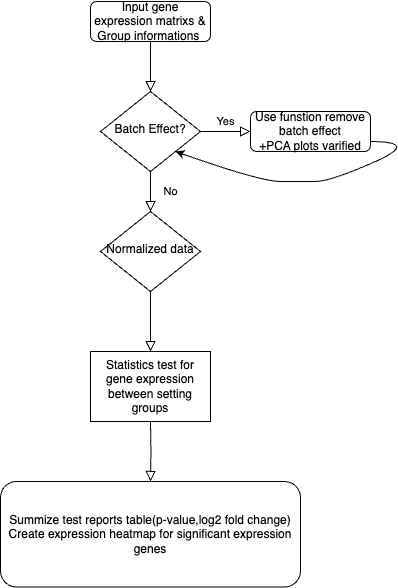 Input gene
expression matrixs &
Group informations
Batch Effect?
Yes
Use funstion remove
batch effect
+PCA plots varified
No
Normalized data
Statistics test for
gene expression
between setting
groups
Summize test reports table(p-value,log2 fold change)
Create expression heatmap for significant expression
genes